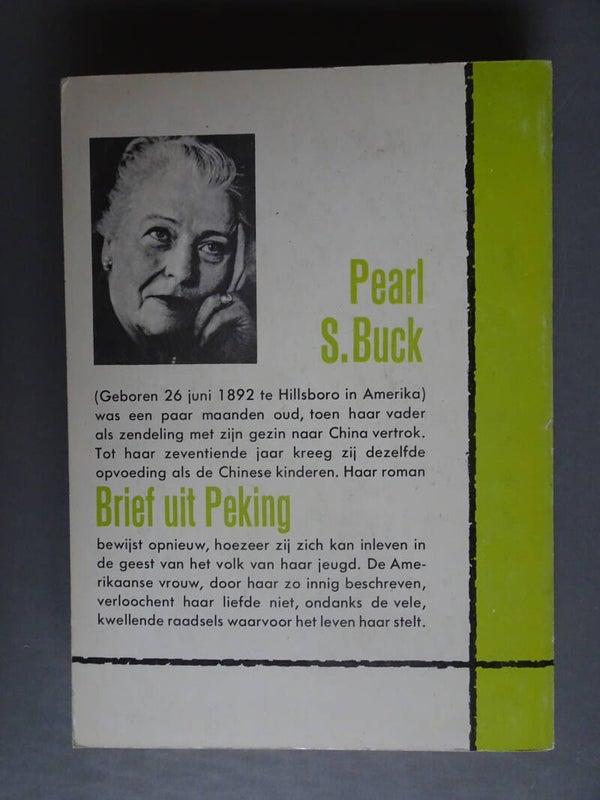 Pearl
S. Buck
(Geboren 26 juni 1892 te Hillsboro in Amerika)
was een paar maanden oud, toen haar vader
als zendeling met zijn gezin naar China vertrok.
Tot haar zeventiende jaar kreeg zij dezelfde
opvoeding als de Chinese kinderen. Haar roman
Brief uit Peking
bewijst opnieuw, hoezeer zij zich kan inleven in
de geest van het volk van haar jeugd. De Ame-
rikaanse vrouw, door haar zo innig beschreven,
verloochent haar liefde niet, ondanks de vele,
kwellende raadsels waarvoor het leven haar stelt.